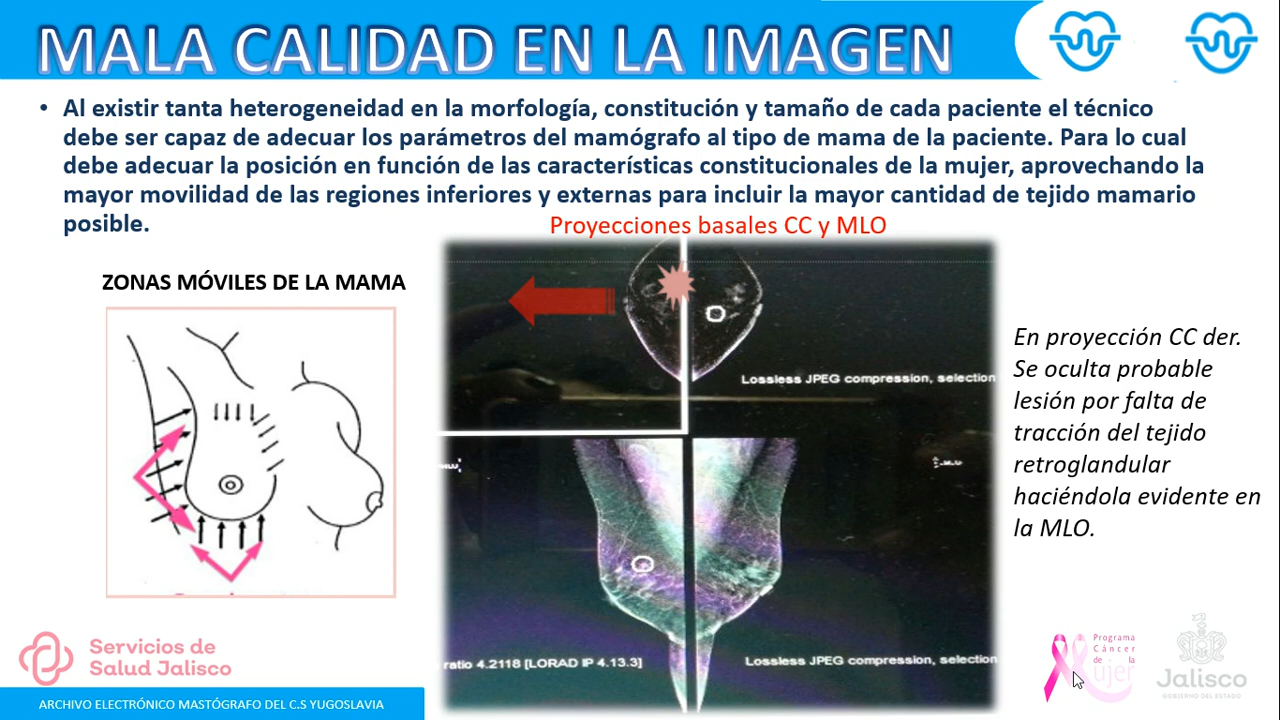 MALA CALIDAD EN LA IMAGEN
• Al existir tanta heterogeneidad en la morfología, constitución y tamaño de cada paciente el técnico
debe ser capaz de adecuar los parámetros del mamógrafo al tipo de mama de la paciente. Para lo cual
debe adecuar la posición en función de las características constitucionales de la mujer, aprovechando la
mayor movilidad de las regiones inferiores y externas para incluir la mayor cantidad de tejido mamario
posible.
Proyecciones basales CC y MLO
ZONAS MÓVILES DE LA MAMA
Lossless JPEG compression, selection
En proyección CC der.
Se oculta probable
lesión por falta de
tracción del tejido
retroglandular
haciéndola evidente en
la MLO.
ratio 4.2118 [LORAD IP 4.13.3]
Lossless JPEG compression, selection
Servicios de
Salud Jalisco
Programa
Cáncer
de la
Mujer
Jalisco
GOBIERNO DEL ESTADO
ARCHIVO ELECTRÓNICO MASTÓGRAFO DEL C.S YUGOSLAVIA